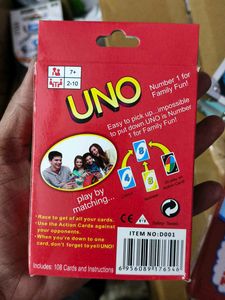 7+
2-10
UNO
Number 1 for
Family Fun!
Easy to pick up...impossible
to put down UNO is Number
1 for Family Fun!
play by
matching...
• Race to get of all your cards.
• Use the Action Cards against
your opponents.
• When you're down to one
card, don't forget to yell UNO!
Includes: 108 Cards and Instructions
ITEM NO: D001
6 956089 176546